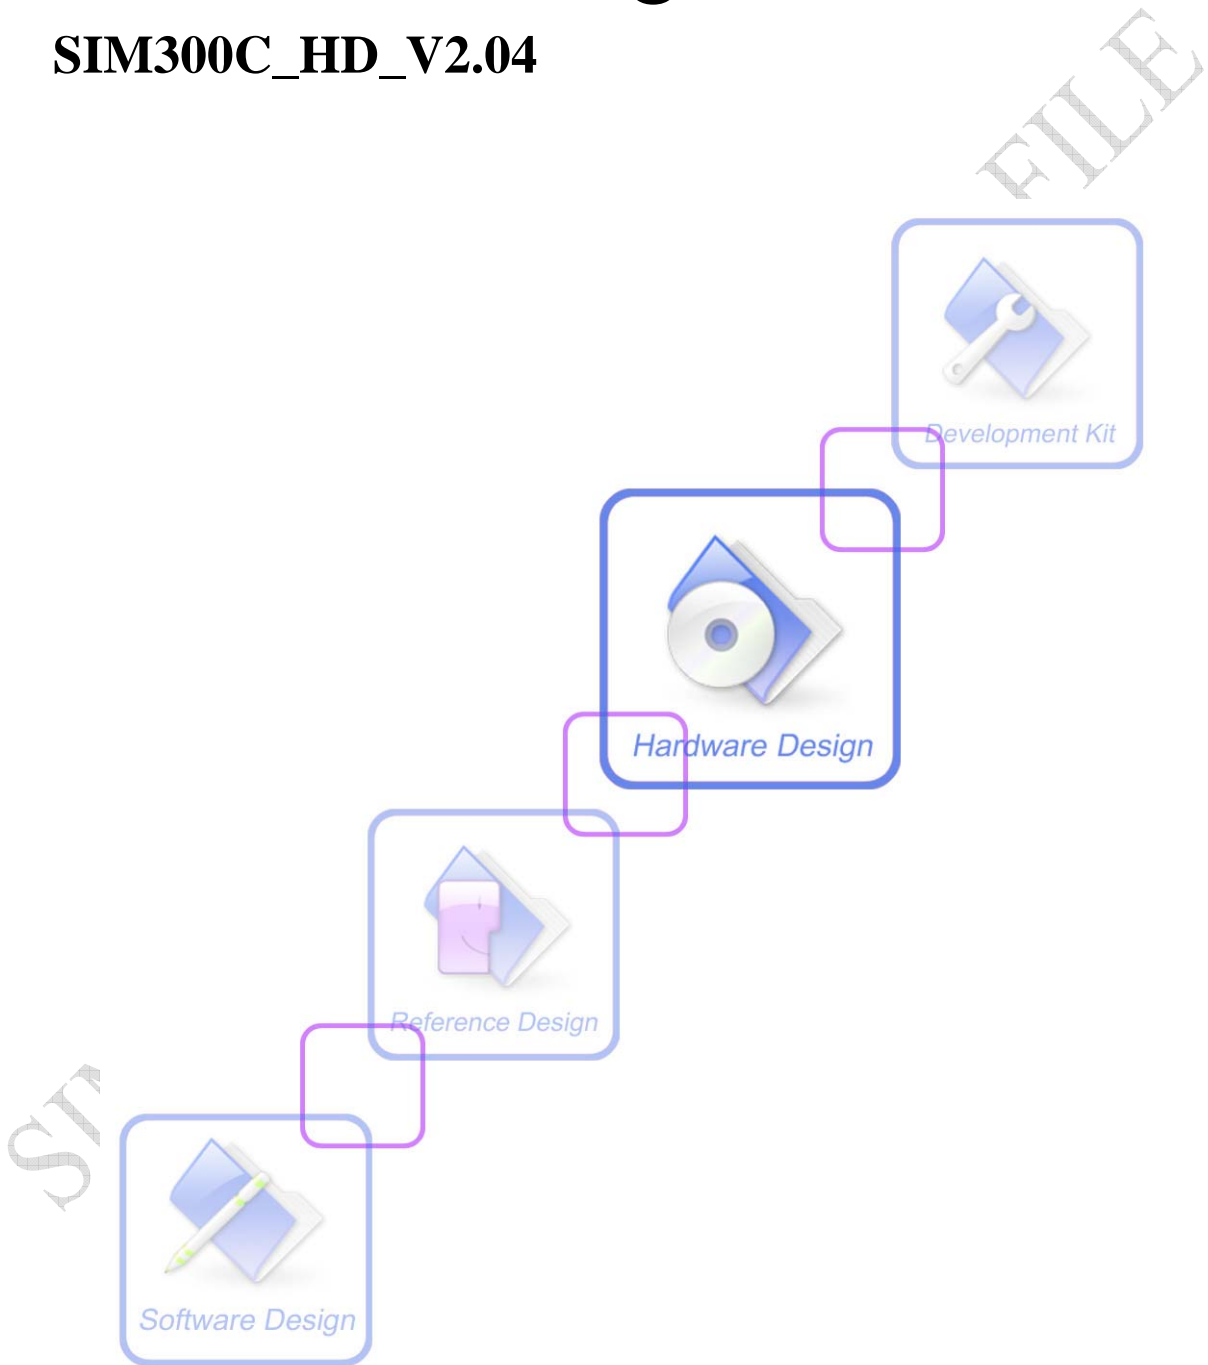 SIM300C_HD_V2.04
FILE
Development Kit
Hardware Design
Reference Design
Software Design